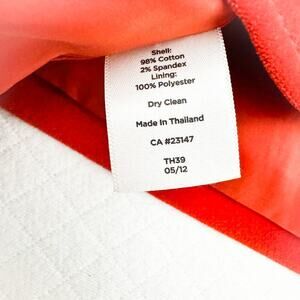 Shell:
98% Cotton
2% Spandex
Lining:
100% Polyester
Dry Clean
Made In Thailand
CA #23147
TH39
05/12